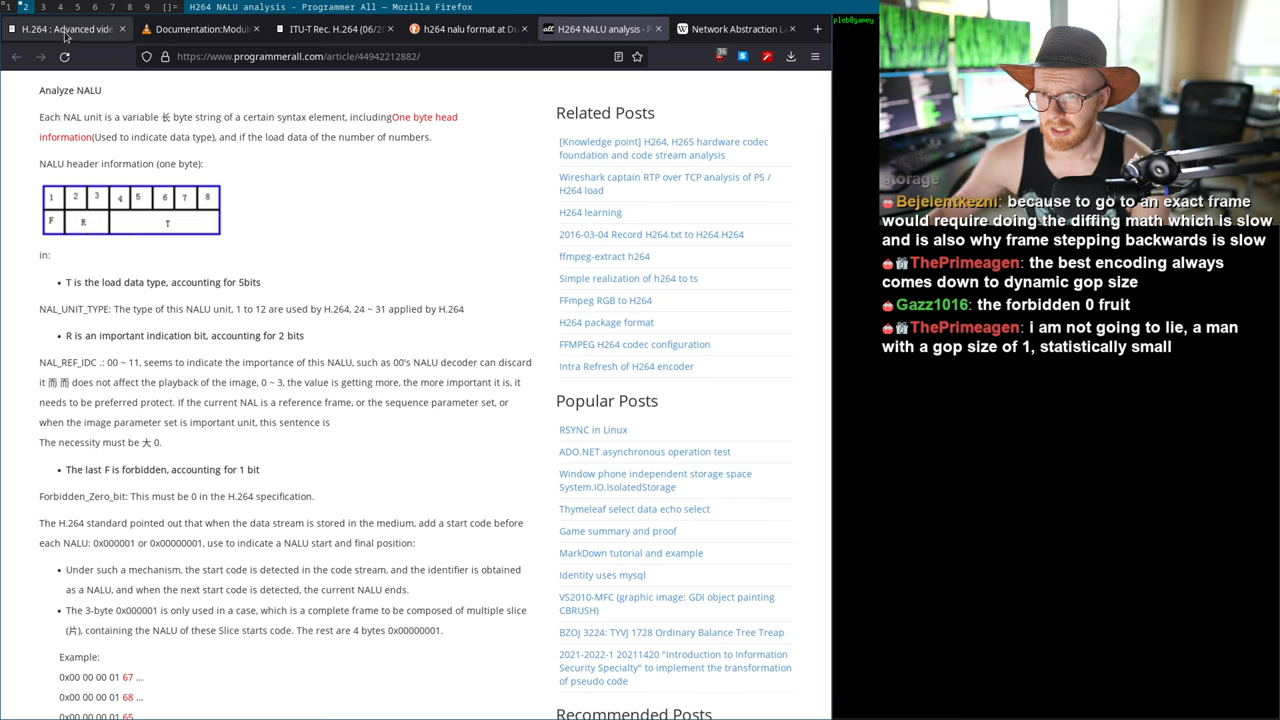 1 2 3 4 5 6 7 8 9 []= H264 NALU analysis - Programmer All — Mozilla Firefox
H.264 : Advanced vide
Documentation:Modul
ITU-T Rec. H.264 (06/20
h264 nalu format at Du
H264 NALU analysis - P
Network Abstraction La
https://www.programmerall.com/article/44942212882/
36
pleb@gamey
Analyze NALU
Each NAL unit is a variable 长 byte string of a certain syntax element, includingOne byte head
information(Used to indicate data type), and if the load data of the number of numbers.
NALU header information (one byte):
1 2 3 4 5 6 7 8
F R T
in:
• T is the load data type, accounting for 5bits
NAL_UNIT_TYPE: The type of this NALU unit, 1 to 12 are used by H.264, 24 ~ 31 applied by H.264
• R is an important indication bit, accounting for 2 bits
NAL_REF_IDC .: 00 ~ 11, seems to indicate the importance of this NALU, such as 00's NALU decoder can discard
it 而 而 does not affect the playback of the image, 0 ~ 3, the value is getting more, the more important it is, it
needs to be preferred protect. If the current NAL is a reference frame, or the sequence parameter set, or
when the image parameter set is important unit, this sentence is
The necessity must be 大 0.
• The last F is forbidden, accounting for 1 bit
Forbidden_Zero_bit: This must be 0 in the H.264 specification.
The H.264 standard pointed out that when the data stream is stored in the medium, add a start code before
each NALU: 0x000001 or 0x00000001, use to indicate a NALU start and final position:
• Under such a mechanism, the start code is detected in the code stream, and the identifier is obtained
as a NALU, and when the next start code is detected, the current NALU ends.
• The 3-byte 0x000001 is only used in a case, which is a complete frame to be composed of multiple slice
(片), containing the NALU of these Slice starts code. The rest are 4 bytes 0x00000001.
Example:
0x00 00 00 01 67 ...
0x00 00 00 01 68 ...
0x00 00 00 01 65
Related Posts
[Knowledge point] H264, H265 hardware codec
foundation and code stream analysis
Wireshark captain RTP over TCP analysis of PS /
H264 load
H264 learning
2016-03-04 Record H264.txt to H264.H264
ffmpeg-extract h264
Simple realization of h264 to ts
FFmpeg RGB to H264
H264 package format
FFMPEG H264 codec configuration
Intra Refresh of H264 encoder
Popular Posts
RSYNC in Linux
ADO.NET asynchronous operation test
Window phone independent storage space
System.IO.IsolatedStorage
Thymeleaf select data echo select
Game summary and proof
MarkDown tutorial and example
Identity uses mysql
VS2010-MFC (graphic image: GDI object painting
CBRUSH)
BZOJ 3224: TYVJ 1728 Ordinary Balance Tree Treap
2021-2022-1 20211420 "Introduction to Information
Security Specialty" to implement the transformation
of pseudo code
Recommended Posts
storage
Bejelentkezni: because to go to an exact frame
would require doing the diffing math which is slow
and is also why frame stepping backwards is slow
ThePrimeagen: the best encoding always
comes down to dynamic gop size
Gazz1016: the forbidden 0 fruit
ThePrimeagen: i am not going to lie, a man
with a gop size of 1, statistically small